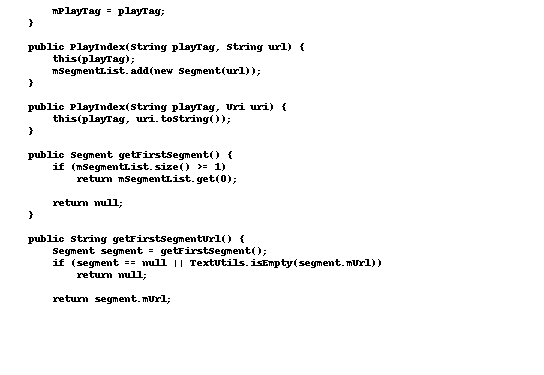 mPlayTag = playTag;
    }

    public PlayIndex(String playTag, String url) {
        this(playTag);
        mSegmentList.add(new Segment(url));
    }

    public PlayIndex(String playTag, Uri uri) {
        this(playTag, uri.toString());
    }

    public Segment getFirstSegment() {
        if (mSegmentList.size() >= 1)
            return mSegmentList.get(0);

        return null;
    }

    public String getFirstSegmentUrl() {
        Segment segment = getFirstSegment();
        if (segment == null || TextUtils.isEmpty(segment.mUrl))
            return null;

        return segment.mUrl;